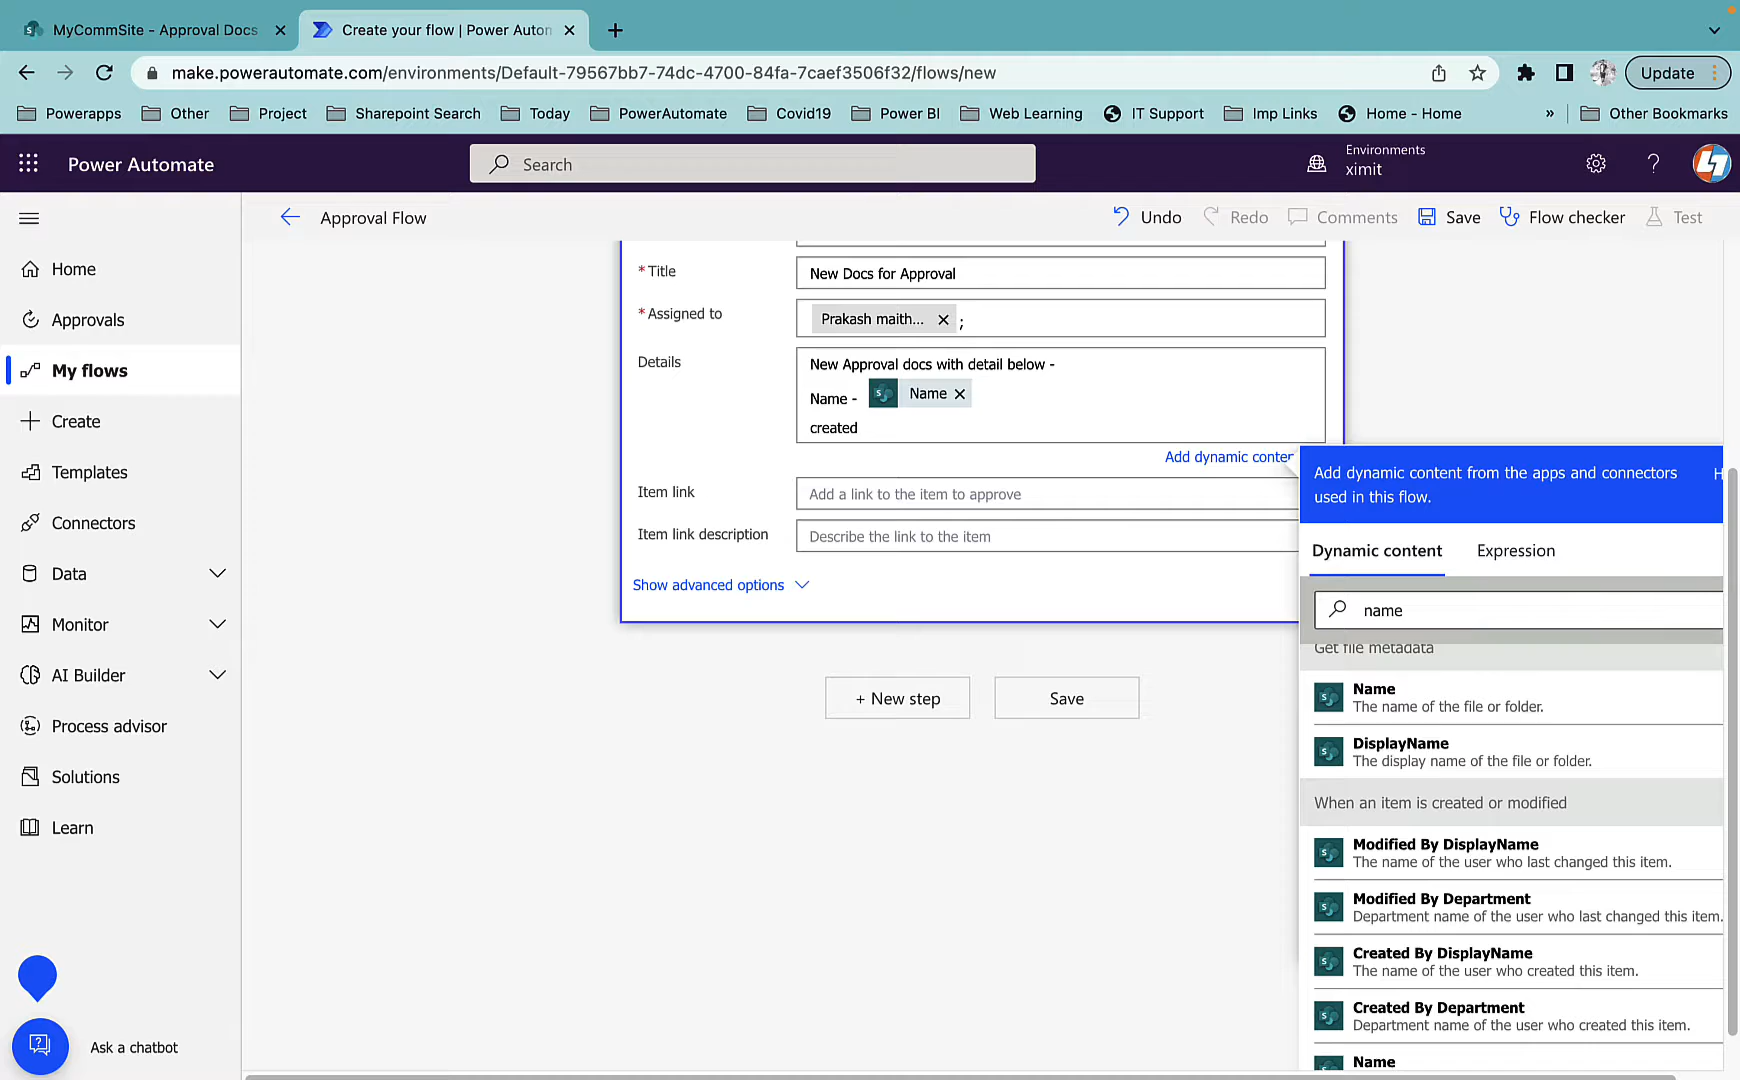 MyCommSite - Approval Docs
Create your flow | Power Auton
make.powerautomate.com/environments/Default-79567bb7-74dc-4700-84fa-7caef3506f32/flows/new
Update
Powerapps
Other
Project
Sharepoint Search
Today
PowerAutomate
Covid19
Power BI
Web Learning
IT Support
Imp Links
Home - Home
»
Other Bookmarks
Power Automate
Search
Environments
ximit
Approval Flow
Undo
Redo
Comments
Save
Flow checker
Test
Home
Approvals
My flows
Create
Templates
Connectors
Data
Monitor
AI Builder
Process advisor
Solutions
Learn
Ask a chatbot
* Title
New Docs for Approval
* Assigned to
Prakash maith... ;
Details
New Approval docs with detail below -
Name - Name
created
Add dynamic conten
Item link
Add a link to the item to approve
Item link description
Describe the link to the item
Show advanced options
+ New step
Save
Add dynamic content from the apps and connectors
used in this flow.
H
Dynamic content
Expression
name
Get file metadata
Name
The name of the file or folder.
DisplayName
The display name of the file or folder.
When an item is created or modified
Modified By DisplayName
The name of the user who last changed this item.
Modified By Department
Department name of the user who last changed this item.
Created By DisplayName
The name of the user who created this item.
Created By Department
Department name of the user who created this item.
Name